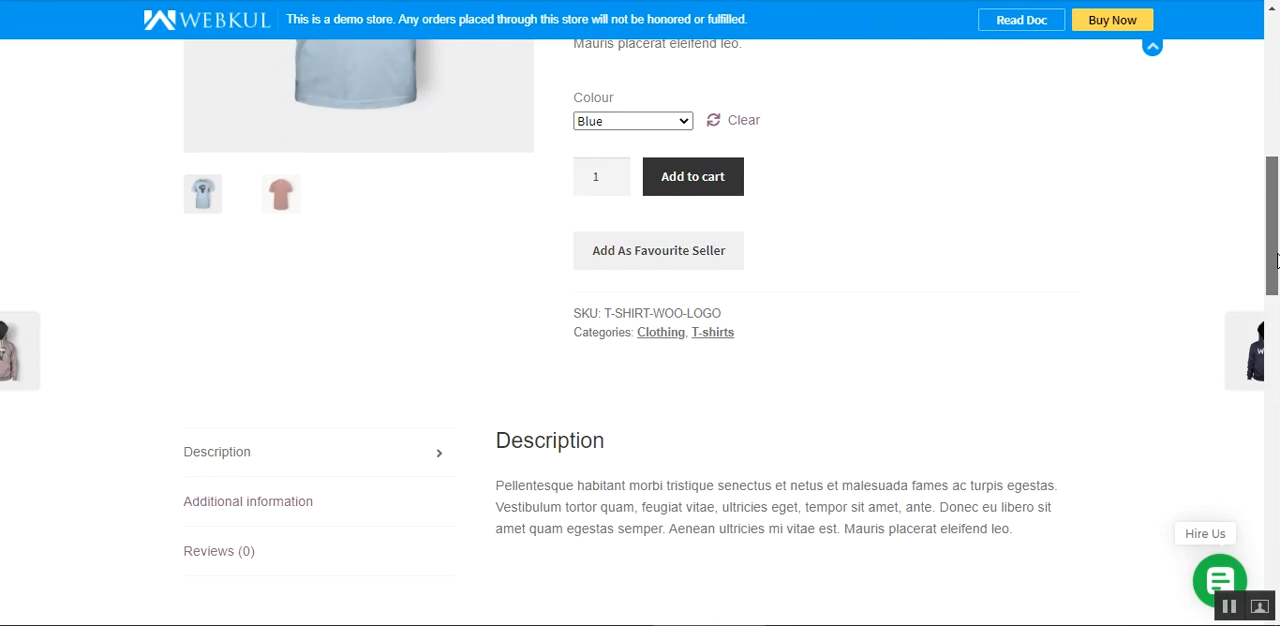 WEBKUL
This is a demo store. Any orders placed through this store will not be honored or fulfilled.
Read Doc
Buy Now
Mauris placerat eleifend leo.
Colour
Blue
Clear
1
Add to cart
Add As Favourite Seller
SKU: T-SHIRT-WOO-LOGO
Categories: Clothing, T-shirts
Description
Additional information
Reviews (0)
Description
Pellentesque habitant morbi tristique senectus et netus et malesuada fames ac turpis egestas.
Vestibulum tortor quam, feugiat vitae, ultricies eget, tempor sit amet, ante. Donec eu libero sit
amet quam egestas semper. Aenean ultricies mi vitae est. Mauris placerat eleifend leo.
Hire Us